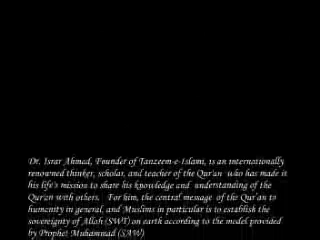 Dr. Israr Ahmad, Founder of Tanzeem-e-Islami, is an internationally
renowned thinker, scholar, and teacher of the Qur'an who has made it
his life's mission to share his knowledge and understanding of the
Qur'an with others. For him, the central message of the Qur'an to
humanity in general, and Muslims in particular is to establish the
sovereignty of Allah (SWT) on earth according to the model provided
by Prophet Muhammad (SAW)